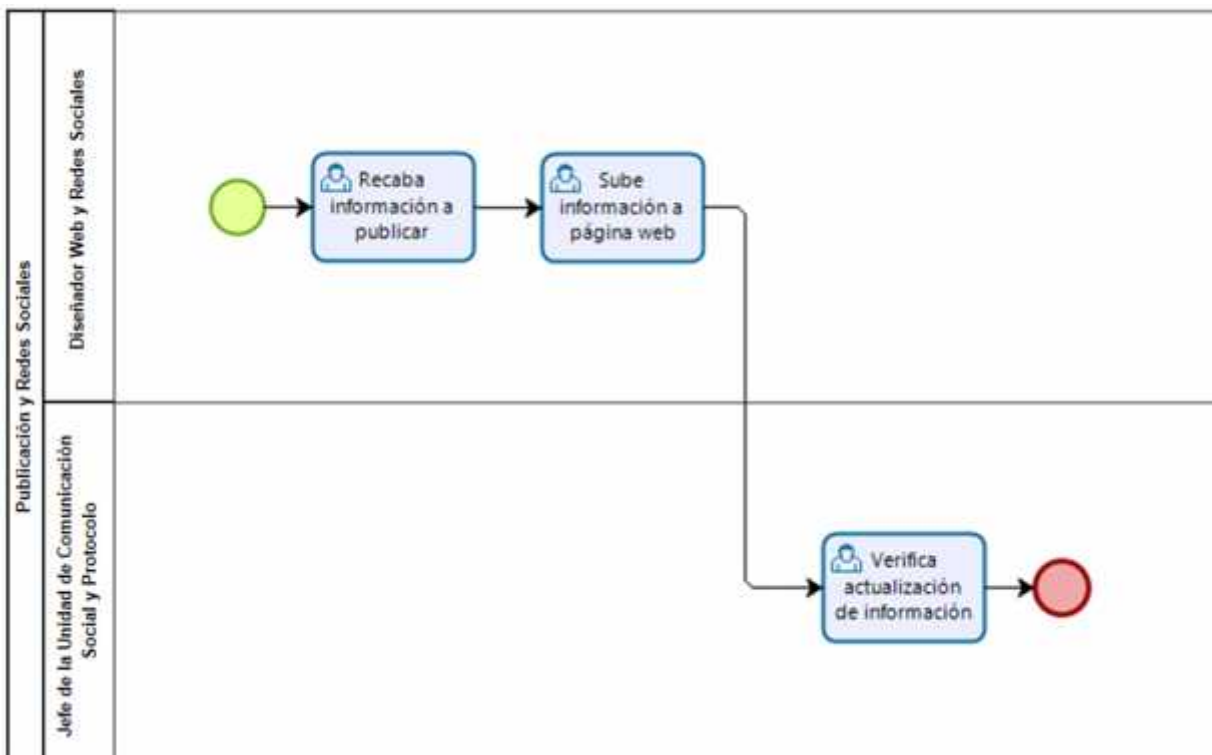 Publicación y Redes Sociales
Diseñador Web y Redes Sociales
Recaba
información a
publicar
Sube
información a
página web
Jefe de la Unidad de Comunicación
Social y Protocolo
Verifica
actualización
de información